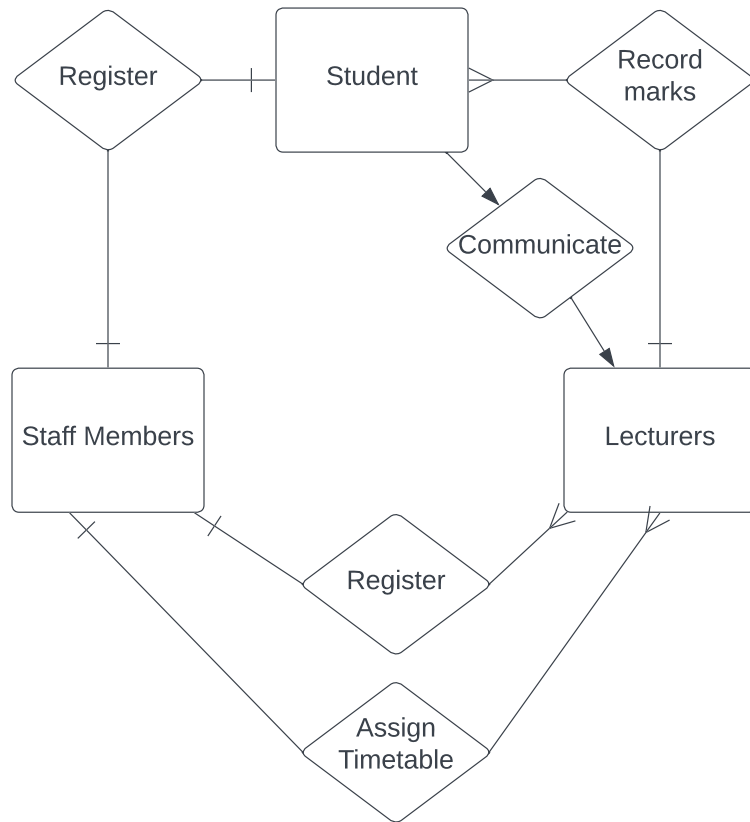 Register
Student
Record
marks
Communicate
Staff Members
Lecturers
Register
Assign
Timetable